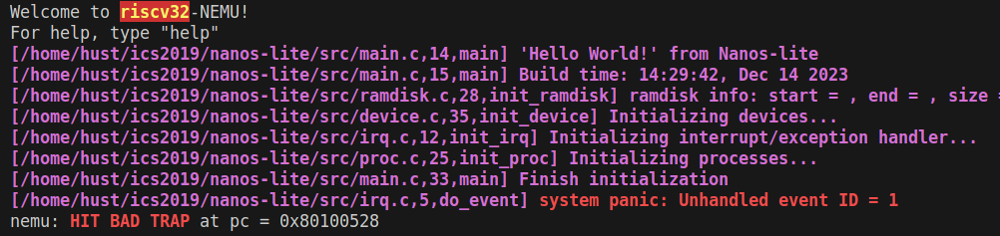 Welcome to riscv32-NEMU!
For help, type "help"
[/home/hust/ics2019/nanos-lite/src/main.c,14,main] 'Hello World!' from Nanos-lite
[/home/hust/ics2019/nanos-lite/src/main.c,15,main] Build time: 14:29:42, Dec 14 2023
[/home/hust/ics2019/nanos-lite/src/ramdisk.c,28,init_ramdisk] ramdisk info: start = , end = , size =
[/home/hust/ics2019/nanos-lite/src/device.c,35,init_device] Initializing devices...
[/home/hust/ics2019/nanos-lite/src/irq.c,12,init_irq] Initializing interrupt/exception handler...
[/home/hust/ics2019/nanos-lite/src/proc.c,25,init_proc] Initializing processes...
[/home/hust/ics2019/nanos-lite/src/main.c,33,main] Finish initialization
[/home/hust/ics2019/nanos-lite/src/irq.c,5,do_event] system panic: Unhandled event ID = 1
nemu: HIT BAD TRAP at pc = 0x80100528